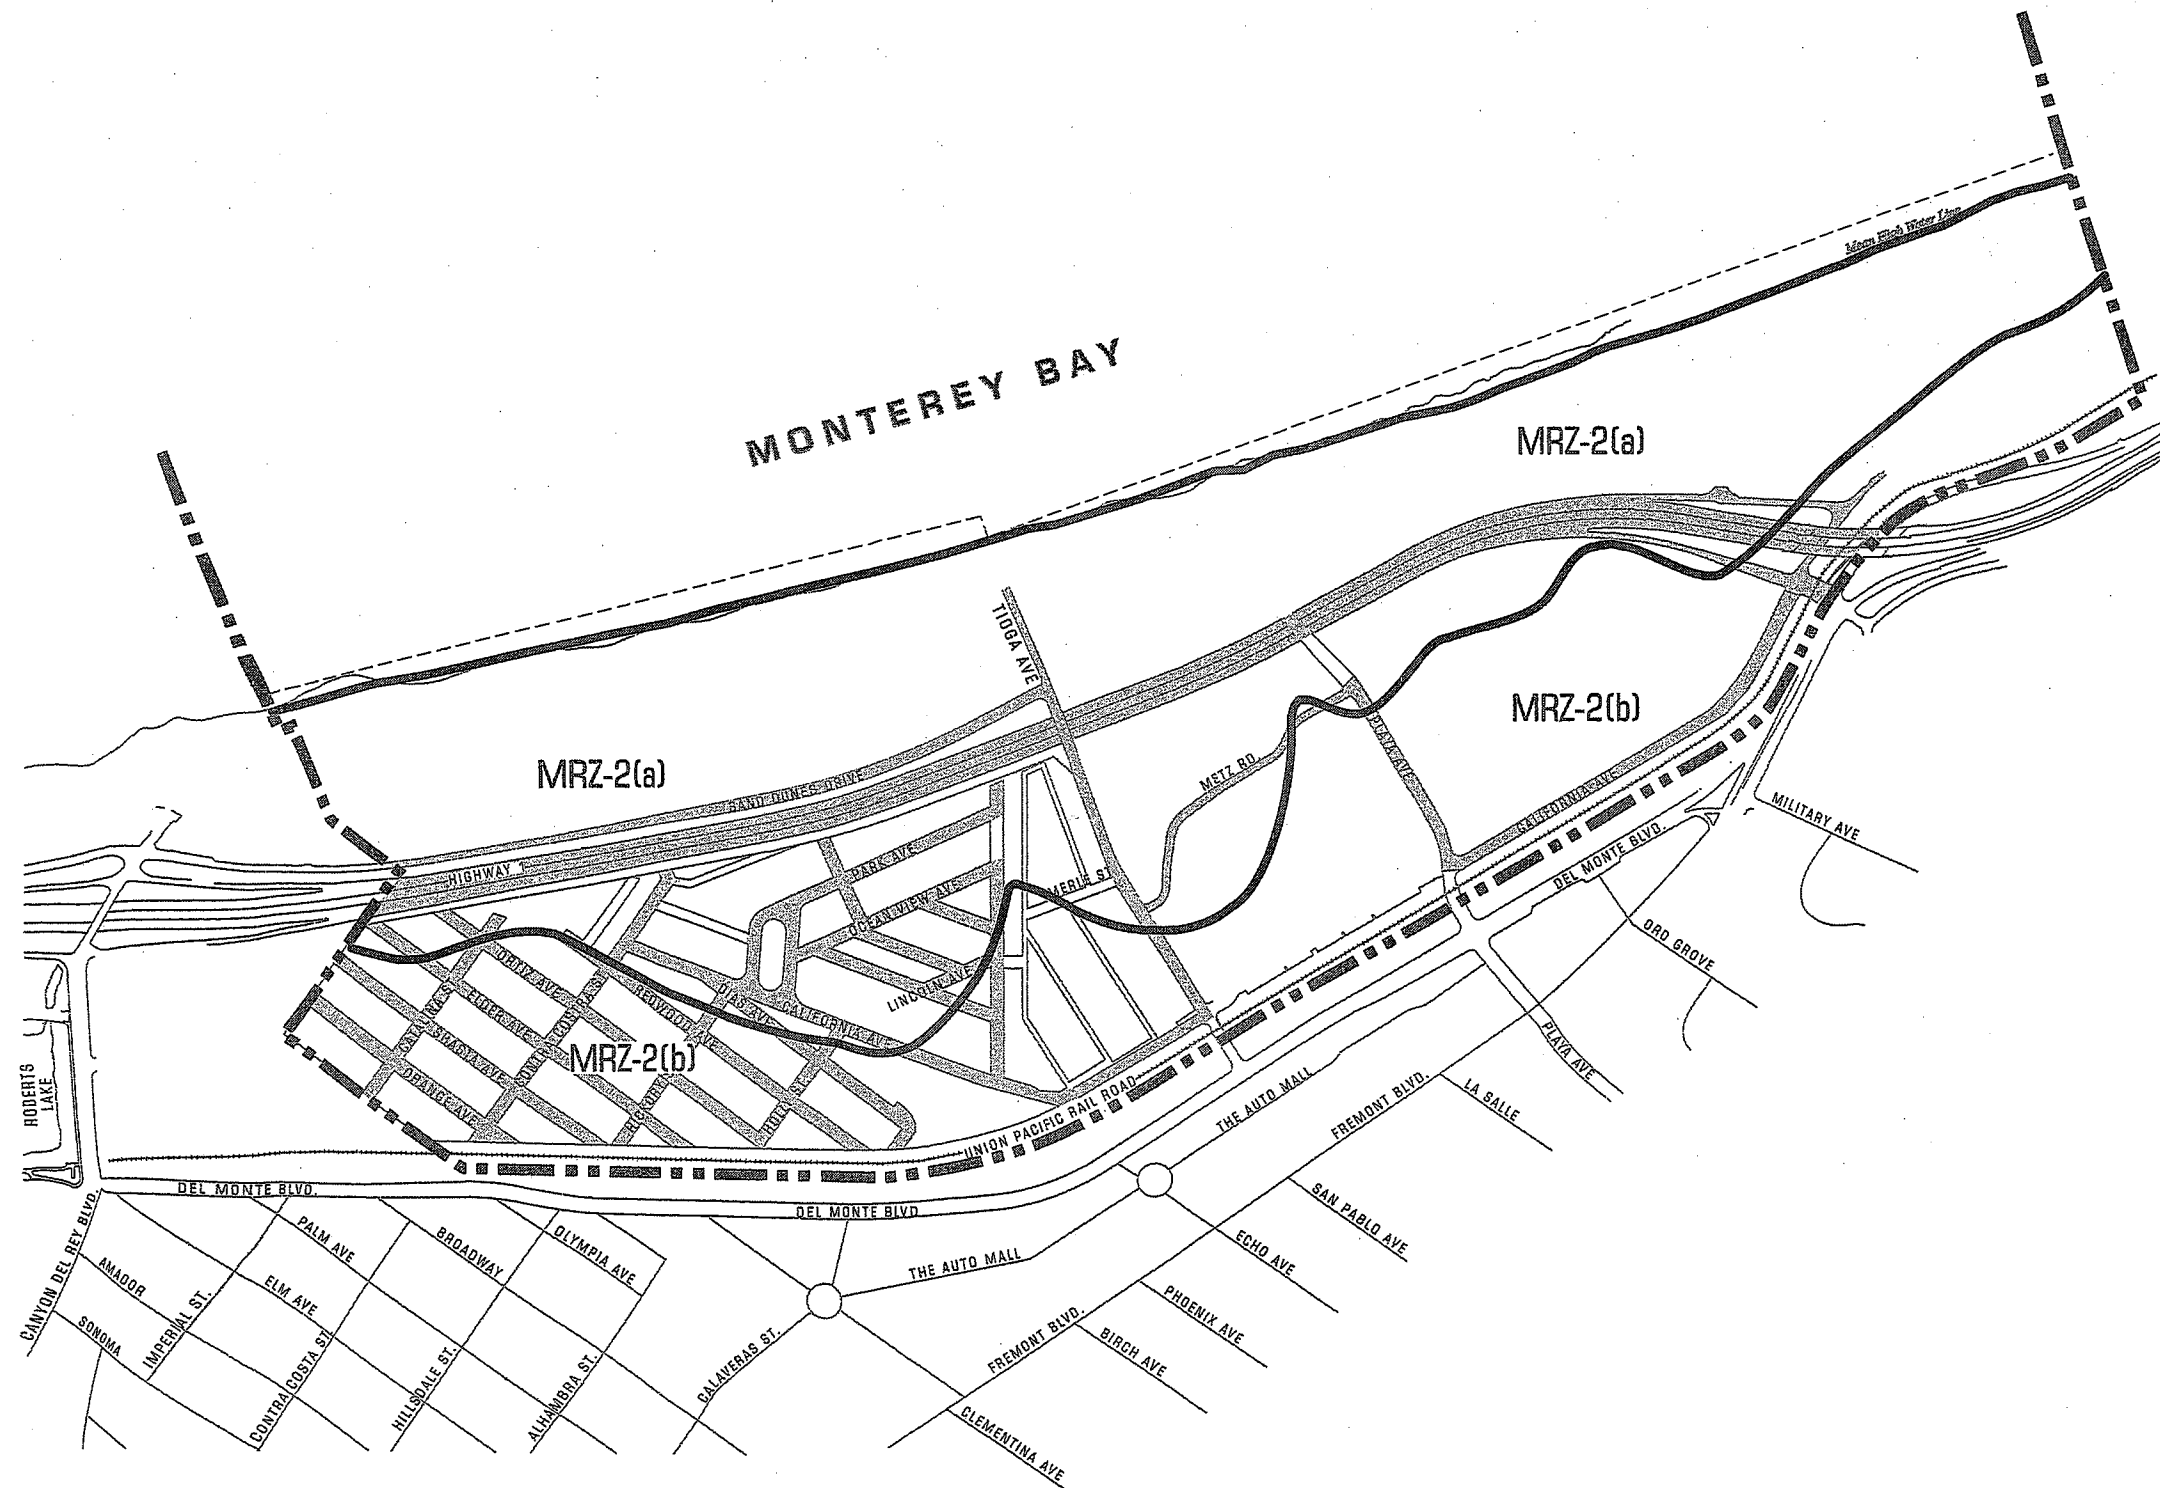 Mean High Water Line
MONTEREY BAY
MRZ-2(a)
TIOGA AVE
MRZ-2(b)
MRZ-2(a)
SAND DUNES DRIVE
PLAYA AVE
METZ RD.
CALIFORNIA AVE
MILITARY AVE
HIGHWAY 1
PARK AVE
MERLE ST
DEL MONTE BLVD.
OCEAN VIEW AVE
ORD GROVE
LINCOLN AVE
ORTIZ AVE
ELDER AVE
REDWOOD AVE
DIAS AVE
CALIFORNIA AVE
CATALINA S
CONTRA COSTA S
SHASTA AVE
MRZ-2(b)
ORANGE AVE
HICKORY
HOLLY ST.
PLAYA AVE
ROBERTS
LAKE
UNION PACIFIC RAIL ROAD
THE AUTO MALL
FREMONT BLVD.
LA SALLE
DEL MONTE BLVD.
DEL MONTE BLVD
SAN PABLO AVE
CANYON DEL REY BLVD.
PALM AVE
BROADWAY
OLYMPIA AVE
THE AUTO MALL
ECHO AVE
AMADOR
ELM AVE
PHOENIX AVE
SONOMA
IMPERIAL ST.
CONTRA COSTA ST.
HILLSDALE ST.
ALHAMBRA ST.
CALAVERAS ST.
FREMONT BLVD.
BIRCH AVE
CLEMENTINA AVE